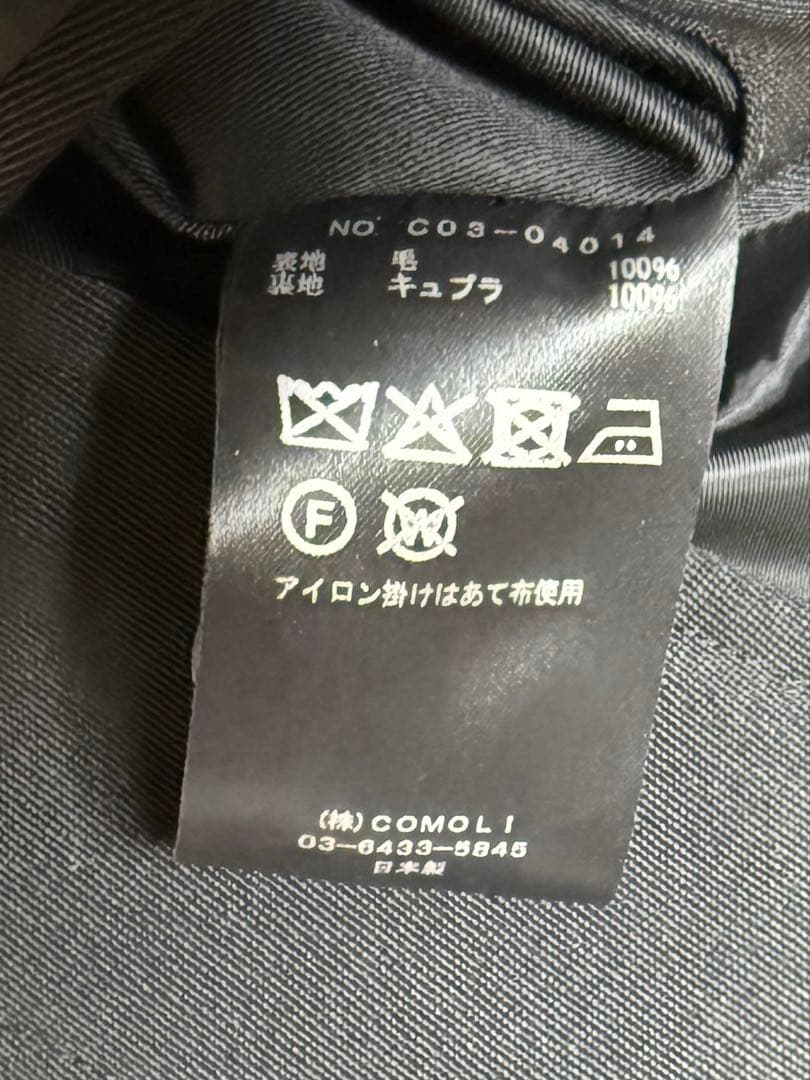 NO. C03-04014
表地 毛 100%
裏地 キュプラ 100%
F
W
アイロン掛けはあて布使用
(株)COMOLI
03-6433-5845
日本製